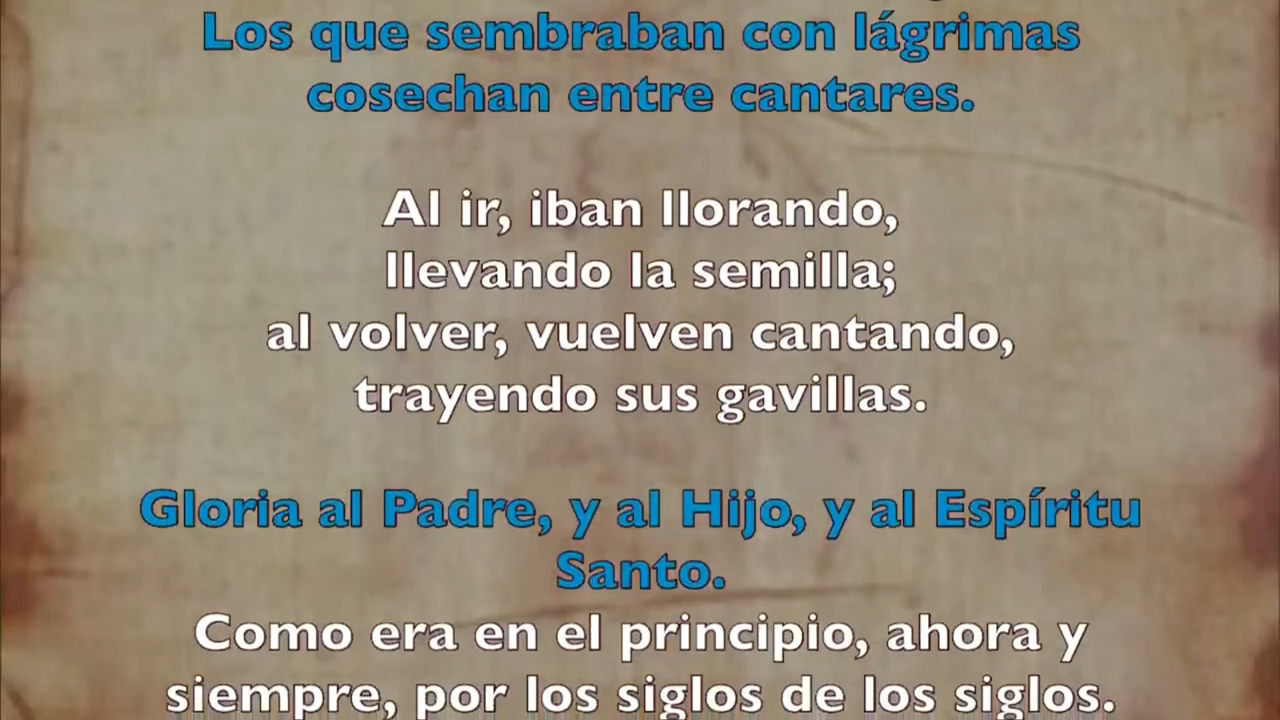 Los que sembraban con lágrimas
cosechan entre cantares.
Al ir, iban llorando,
llevando la semilla;
al volver, vuelven cantando,
trayendo sus gavillas.
Gloria al Padre, y al Hijo, y al Espíritu
Santo.
Como era en el principio, ahora y
siempre, por los siglos de los siglos.